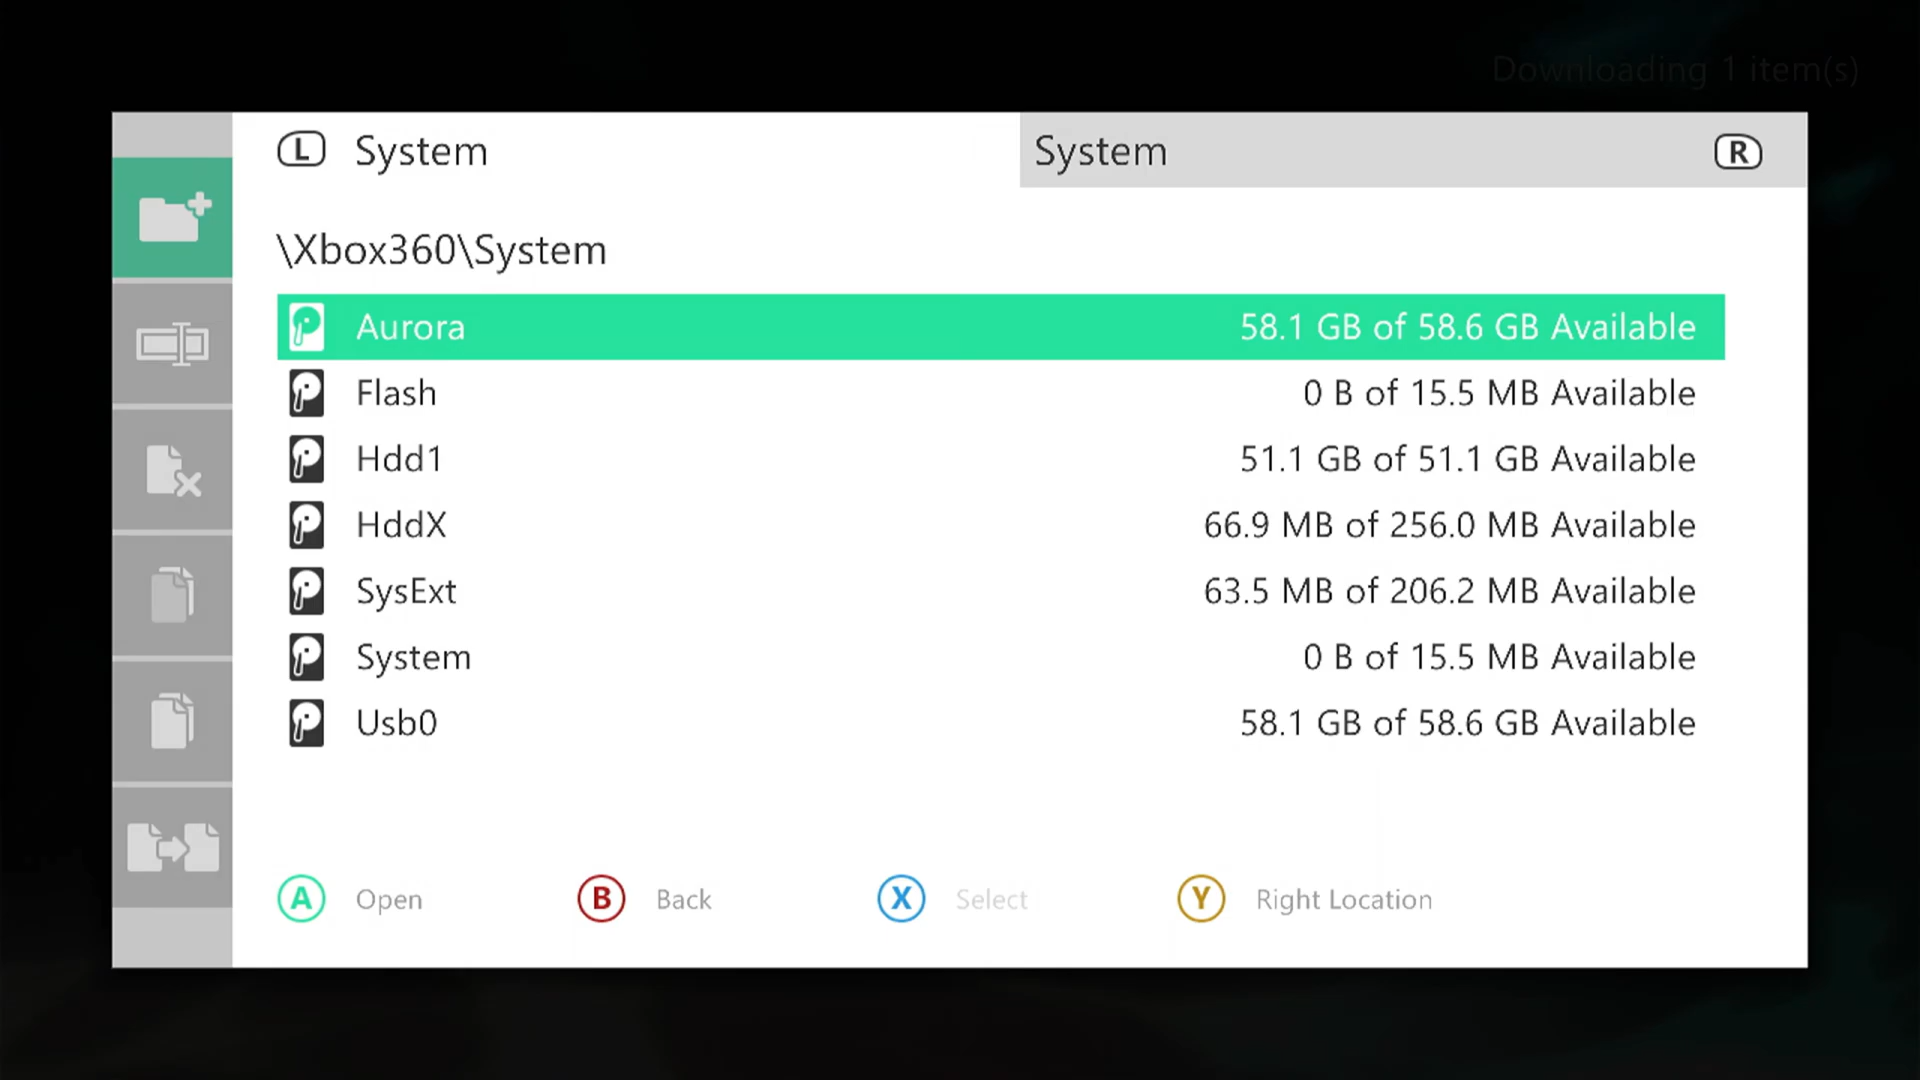 Downloading 1 item(s)
L System
System R
\Xbox360\System
Aurora 58.1 GB of 58.6 GB Available
Flash 0 B of 15.5 MB Available
Hdd1 51.1 GB of 51.1 GB Available
HddX 66.9 MB of 256.0 MB Available
SysExt 63.5 MB of 206.2 MB Available
System 0 B of 15.5 MB Available
Usb0 58.1 GB of 58.6 GB Available
A Open B Back X Select Y Right Location